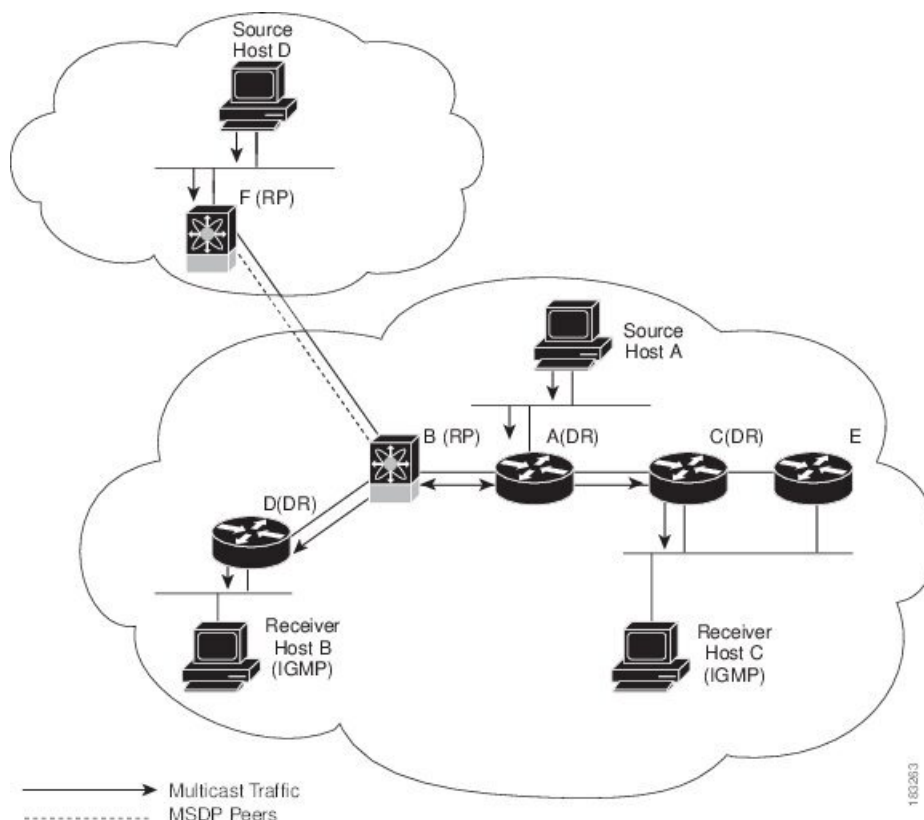 Source
Host D
F (RP)
Source
Host A
B (RP)
A(DR)
C(DR)
E
D(DR)
Receiver
Host B
(IGMP)
Receiver
Host C
(IGMP)
Multicast Traffic
MSDP Peers
183263